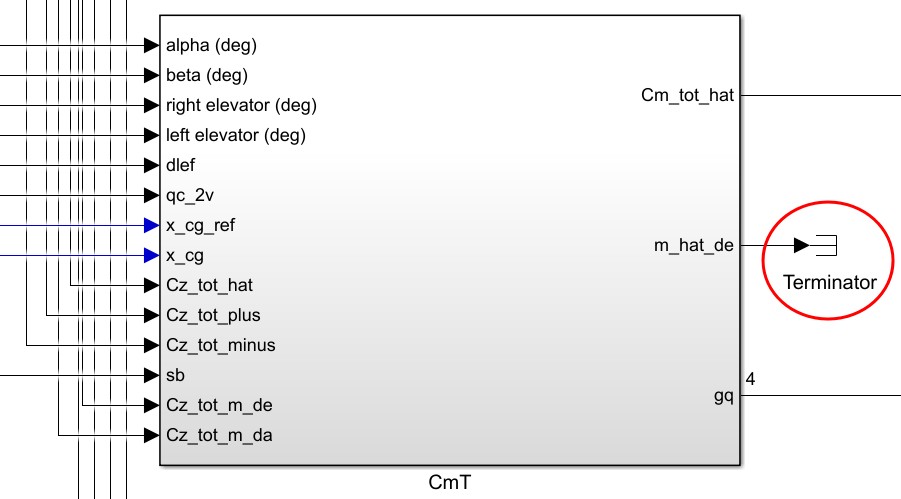 alpha (deg)
beta (deg)
right elevator (deg)
left elevator (deg)
dlef
qc_2v
x_cg_ref
x_cg
Cz_tot_hat
Cz_tot_plus
Cz_tot_minus
sb
Cz_tot_m_de
Cz_tot_m_da
Cm_tot_hat
m_hat_de
Terminator
4
gq
CmT